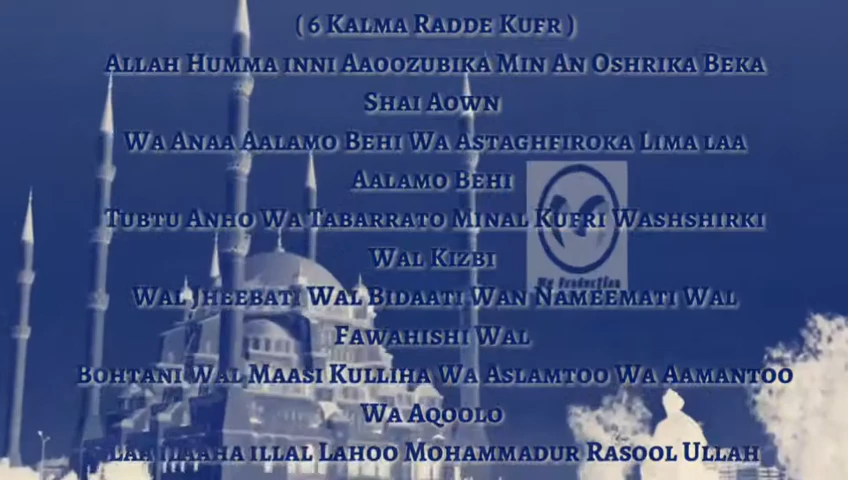 ( 6 Kalma Radde Kufr )
Allah Humma inni Aaoozubika Min An Oshrika Beka
Shai Aown
Wa Anaa Aalamo Behi Wa Astaghfiroka Lima laa
Aalamo Behi
Tubtu Anho Wa Tabarrato Minal Kufri Washshirki
Wal Kizbi
Wal Jheebati Wal Bidaati Wan Nameemati Wal
Fawahishi Wal
Bohtani Wal Maasi Kulliha Wa Aslamtoo Wa Aamantoo
Wa Aqoolo
Laa ilaaha illal Lahoo Mohammadur Rasool Ullah
Production